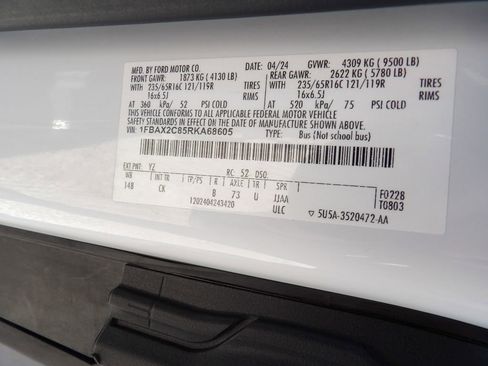 MFD. BY FORD MOTOR CO. 04/24 GVWR: 4309 KG ( 9500 LB)
FRONT GAWR: 1873 KG ( 4130 LB) REAR GAWR: 2622 KG ( 5780 LB)
WITH 235/65R16C 121/119R TIRES WITH 235/65R16C 121/119R TIRES
16x6.5J RIMS 16x6.5J RIMS
AT 360 kPa/ 52 PSI COLD AT 520 kPa/ 75 PSI COLD
THIS VEHICLE CONFORMS TO ALL APPLICABLE FEDERAL MOTOR VEHICLE
SAFETY STANDARDS IN EFFECT ON THE DATE OF MANUFACTURE SHOWN ABOVE.
VIN: 1FBAX2C85RKA68605 TYPE: Bus (Not school bus)
EXT PNT: YZ RC: 52 DSO:
WB INT TR TP/PS R AXLE TR SPR
148 CK B 73 U JJAA
1202404243420 ULC
F0228
T0803
5U5A-3520472-AA